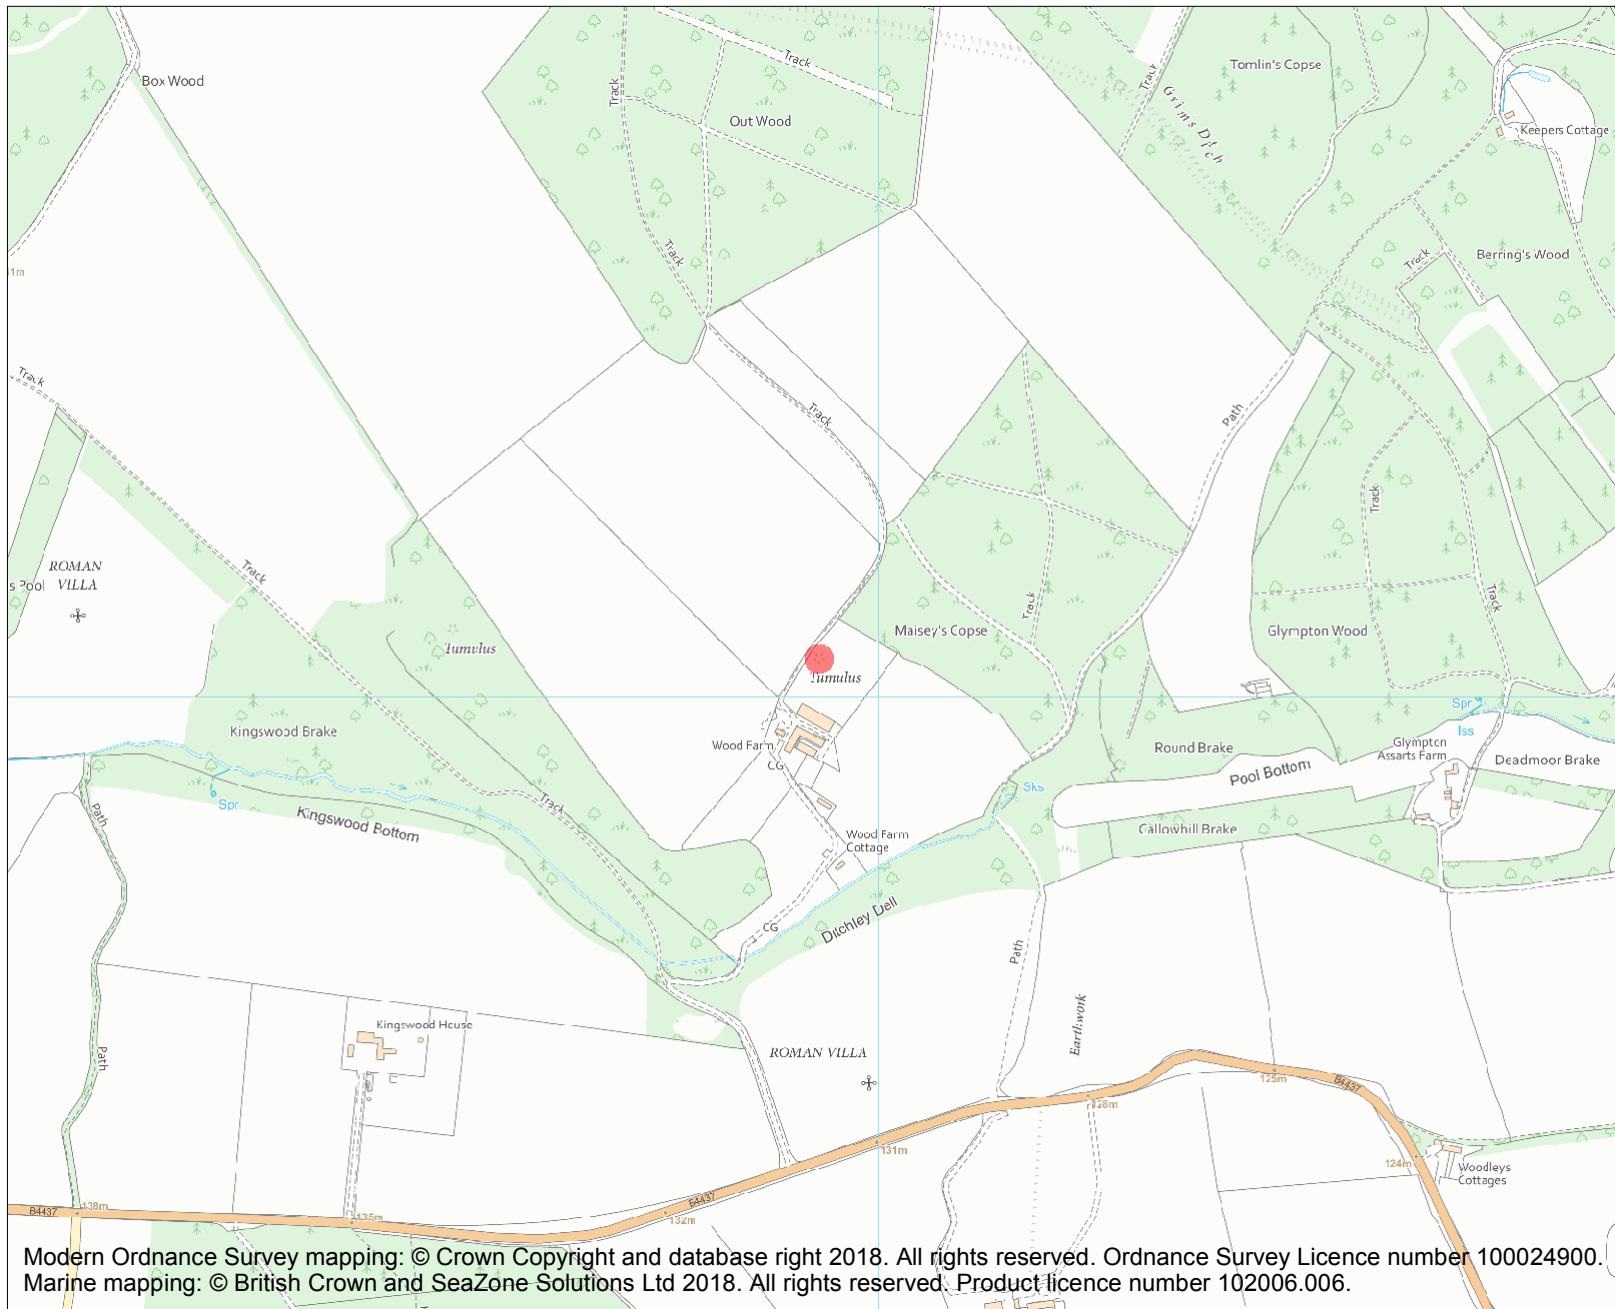 Track
Box Wood
Out Wood
Track
Track
Tomlin's Copse
Grim's Ditch
Keepers Cottage
Track
Track
Berring's Wood
Track
Track
Path
Track
ROMAN
VILLA
s Pool
Track
Tumulus
Tumulus
Maisey's Copse
Track
Glympton Wood
Track
Kingswood Brake
Wood Farm
CG
Round Brake
Pool Bottom
Spr
Iss
Glympton
Assarts Farm
Deadmoor Brake
Spr
Path
Kingswood Bottom
Track
Sks
Callowhill Brake
Wood Farm
Cottage
CG
Ditchley Dell
Path
Kingswood House
Path
ROMAN VILLA
Earthwork
B4437
125m
128m
131m
124m
Woodleys
Cottages
B4437
138m
135m
B4437
132m
Modern Ordnance Survey mapping: © Crown Copyright and database right 2018. All rights reserved. Ordnance Survey Licence number 100024900.
Marine mapping: © British Crown and SeaZone Solutions Ltd 2018. All rights reserved. Product licence number 102006.006.